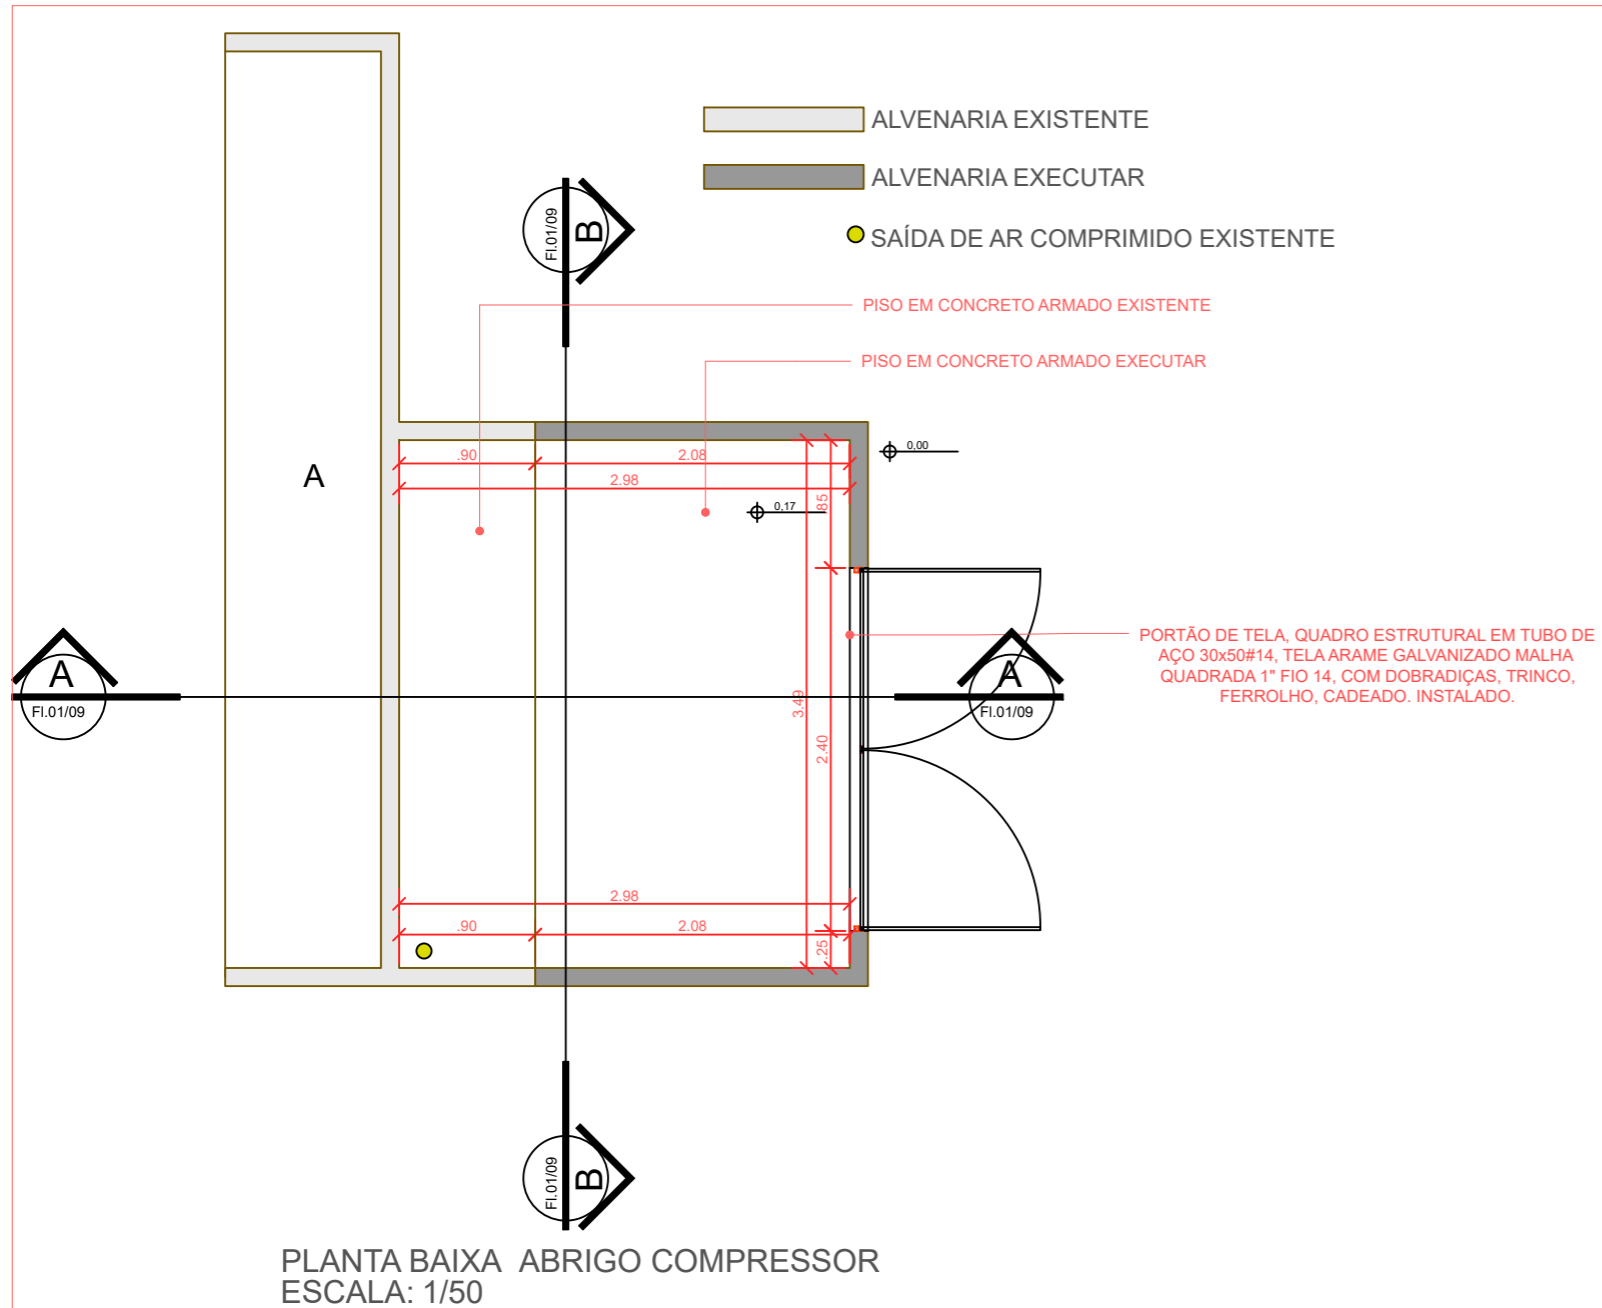 ALVENARIA EXISTENTE
ALVENARIA EXECUTAR
SAÍDA DE AR COMPRIMIDO EXISTENTE
FI.01/09
B
PISO EM CONCRETO ARMADO EXISTENTE
PISO EM CONCRETO ARMADO EXECUTAR
0,00
.90
2.08
2.98
A
0,17
.85
PORTÃO DE TELA, QUADRO ESTRUTURAL EM TUBO DE
AÇO 30x50#14, TELA ARAME GALVANIZADO MALHA
QUADRADA 1" FIO 14, COM DOBRADIÇAS, TRINCO,
FERROLHO, CADEADO. INSTALADO.
A
FI.01/09
A
FI.01/09
3.49
2.40
2.98
.90
2.08
.25
FI.01/09
B
PLANTA BAIXA ABRIGO COMPRESSOR
ESCALA: 1/50